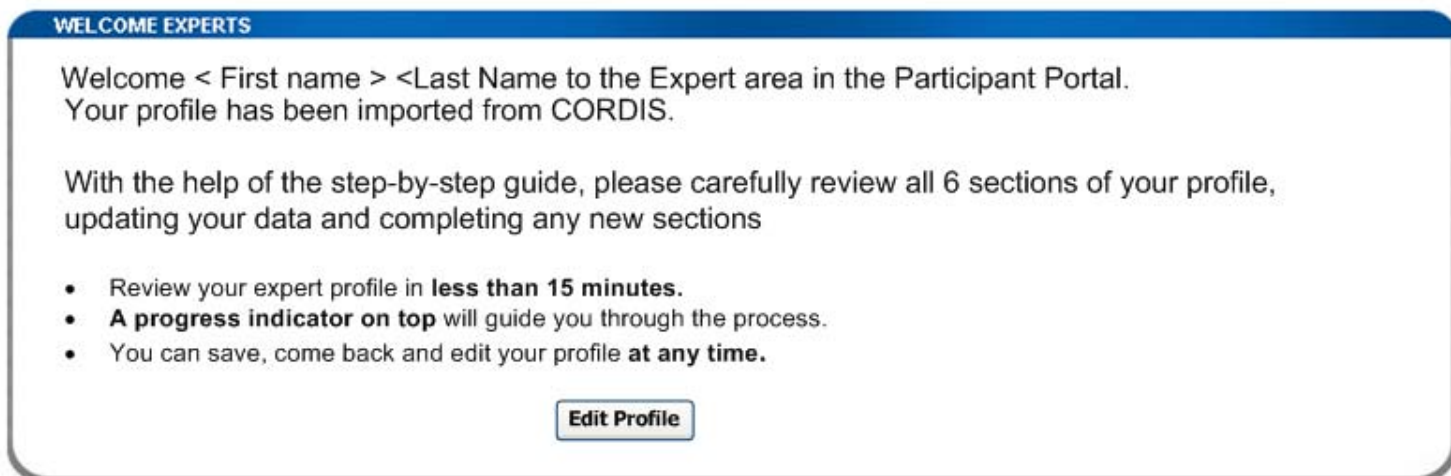 WELCOME EXPERTS
Welcome < First name > <Last Name to the Expert area in the Participant Portal.
Your profile has been imported from CORDIS.
With the help of the step-by-step guide, please carefully review all 6 sections of your profile,
updating your data and completing any new sections
• Review your expert profile in less than 15 minutes.
• A progress indicator on top will guide you through the process.
• You can save, come back and edit your profile at any time.
Edit Profile